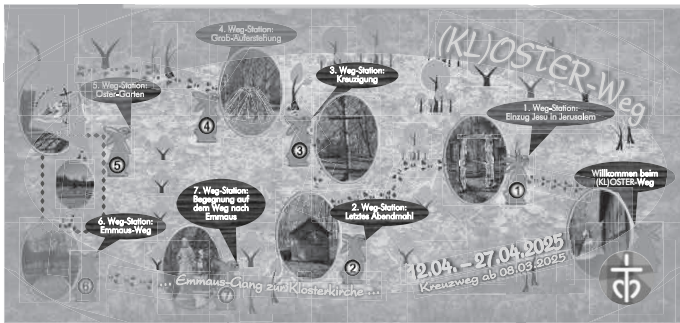 (KL)OSTER-Weg
4. Weg-Station:
Grab-Auferstehung
3. Weg-Station:
Kreuzigung
5. Weg-Station:
Oster-Garten
1. Weg-Station:
Einzug Jesu in Jerusalem
4
3
5
1
Willkommen beim
(KL)OSTER-Weg
7. Weg-Station:
Begegnung auf
dem Weg nach
Emmaus
2. Weg-Station:
Letztes Abendmahl
6. Weg-Station:
Emmaus-Weg
2
6
7
12.04. – 27.04.2025
Kreuzweg ab 08.03.2025
... Emmaus-Gang zur Klosterkirche ...